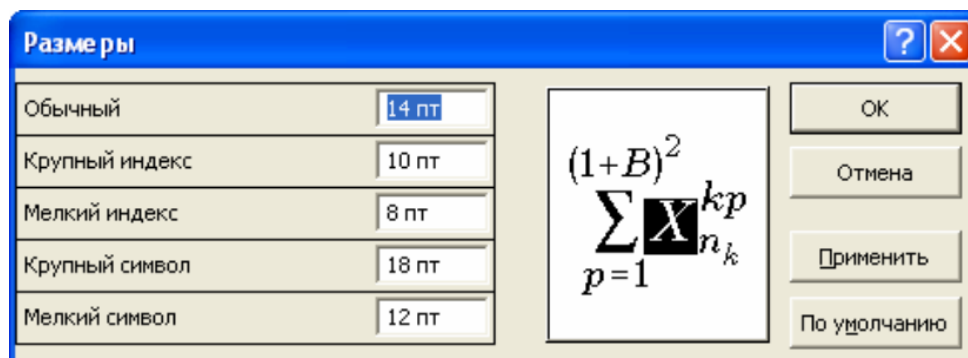 Размеры
Обычный 14 пт
Крупный индекс 10 пт
Мелкий индекс 8 пт
Крупный символ 18 пт
Мелкий символ 12 пт
(1+B)²
∑ X kp
n k
p=1
ОК
Отмена
Применить
По умолчанию